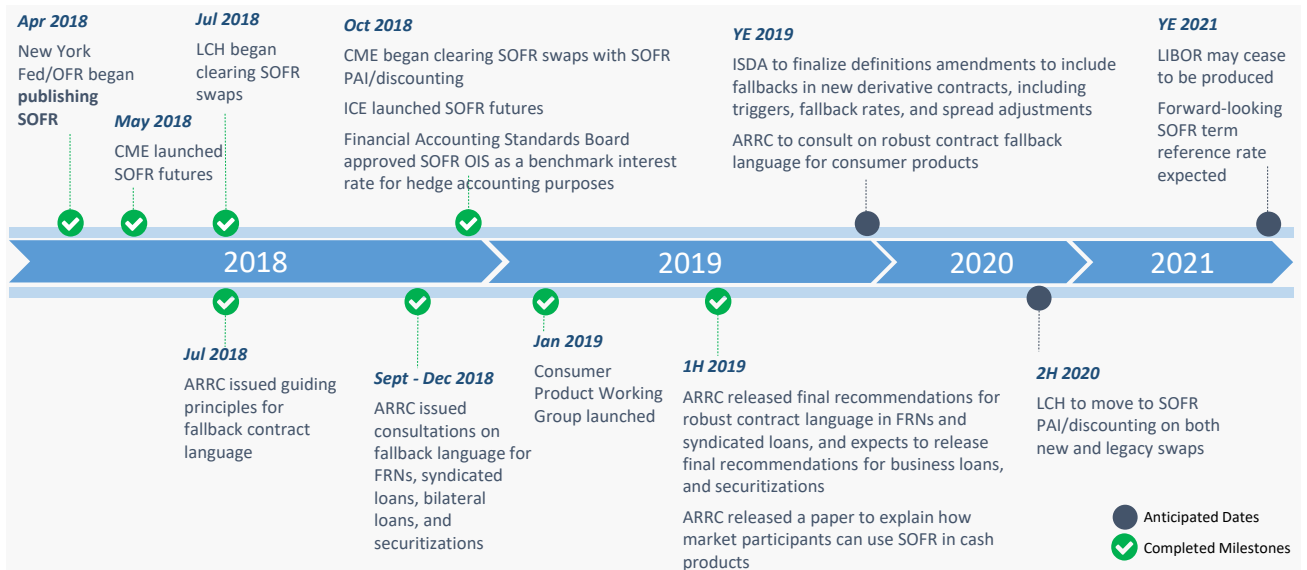 Apr 2018
New York
Fed/OFR began
publishing
SOFR
May 2018
CME launched
SOFR futures
Jul 2018
LCH began
clearing SOFR
swaps
Oct 2018
CME began clearing SOFR swaps with SOFR
PAI/discounting
ICE launched SOFR futures
Financial Accounting Standards Board
approved SOFR OIS as a benchmark interest
rate for hedge accounting purposes
YE 2019
ISDA to finalize definitions amendments to include
fallbacks in new derivative contracts, including
triggers, fallback rates, and spread adjustments
ARRC to consult on robust contract fallback
language for consumer products
YE 2021
LIBOR may cease
to be produced
Forward-looking
SOFR term
reference rate
expected
2018
2019
2020
2021
Jul 2018
ARRC issued guiding
principles for
fallback contract
language
Sept - Dec 2018
ARRC issued
consultations on
fallback language for
FRNs, syndicated
loans, bilateral
loans, and
securitizations
Jan 2019
Consumer
Product Working
Group launched
1H 2019
ARRC released final recommendations for
robust contract language in FRNs and
syndicated loans, and expects to release
final recommendations for business loans,
and securitizations
ARRC released a paper to explain how
market participants can use SOFR in cash
products
2H 2020
LCH to move to SOFR
PAI/discounting on both
new and legacy swaps
Anticipated Dates
Completed Milestones